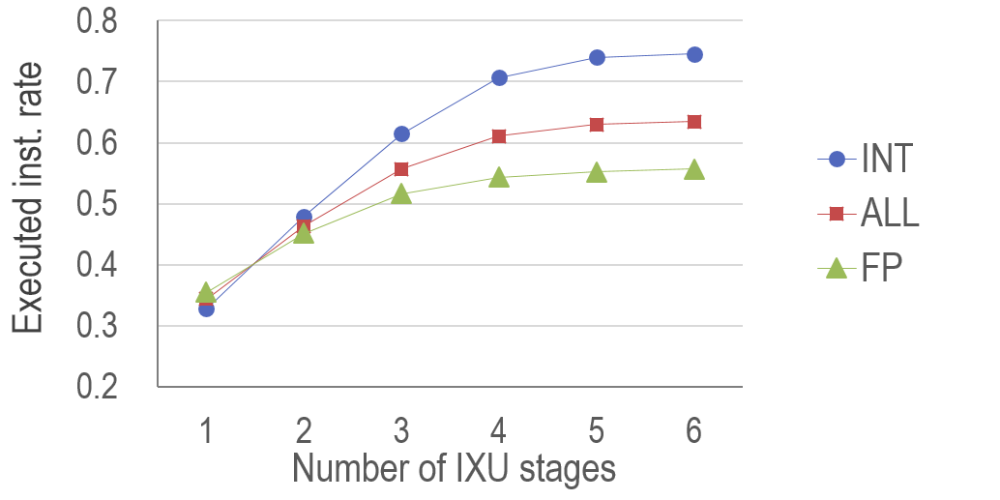 Executed inst. rate
0.8
0.7
0.6
0.5
0.4
0.3
0.2
1 2 3 4 5 6
Number of IXU stages
INT
ALL
FP